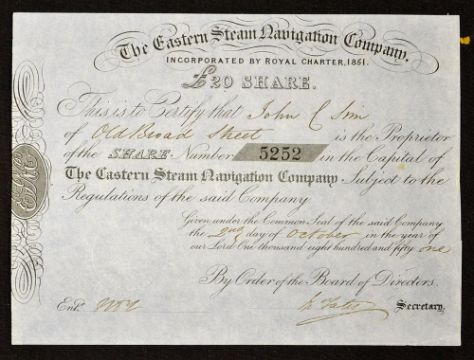 The Eastern Steam Navigation Company.
INCORPORATED BY ROYAL CHARTER, 1851.
£20 SHARE.
This is to Certify that John C Sim
of Old Broad Street is the Proprietor
of the SHARE Number 5252 in the Capital of
The Eastern Steam Navigation Company Subject to the
Regulations of the said Company
Given under the Common Seal of the said Company
the 2nd day of October in the year of
our Lord One thousand eight hundred and fifty one
By Order of the Board of Directors.
Entd.
Secretary.